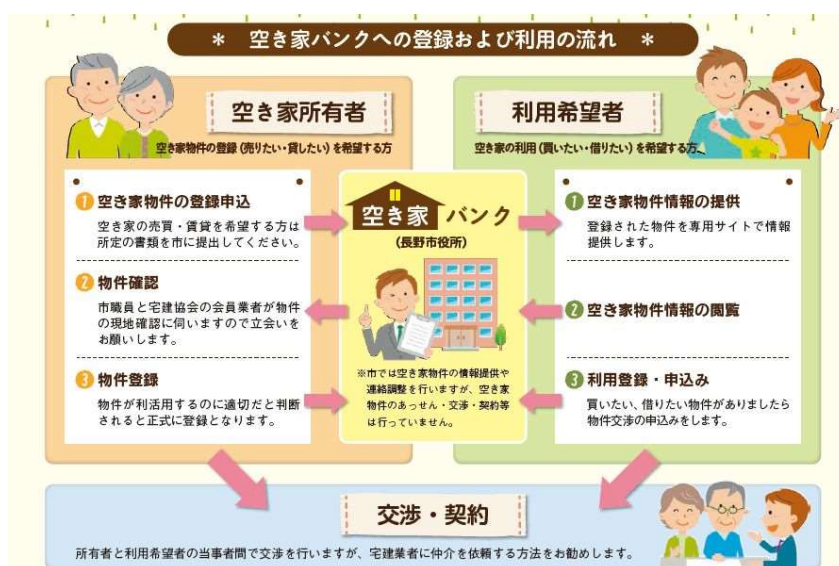 ＊ 空き家バンクへの登録および利用の流れ ＊
空き家所有者
空き家物件の登録（売りたい・貸したい）を希望する方
1 空き家物件の登録申込
空き家の売買・賃貸を希望する方は
所定の書類を市に提出してください。
2 物件確認
市職員と宅建協会の会員業者が物件
の現地確認に伺いますので立会いを
お願いします。
3 物件登録
物件が利活用するのに適切だと判断
されると正式に登録となります。
空き家 バンク
（長野市役所）
※市では空き家物件の情報提供や
連絡調整を行いますが、空き家
物件のあっせん・交渉・契約等
は行っていません。
利用希望者
空き家の利用（買いたい・借りたい）を希望する方
1 空き家物件情報の提供
登録された物件を専用サイトで情報
提供します。
2 空き家物件情報の閲覧
3 利用登録・申込み
買いたい、借りたい物件がありましたら
物件交渉の申込みをします。
交渉・契約
所有者と利用希望者の当事者間で交渉を行いますが、宅建業者に仲介を依頼する方法をお勧めします。